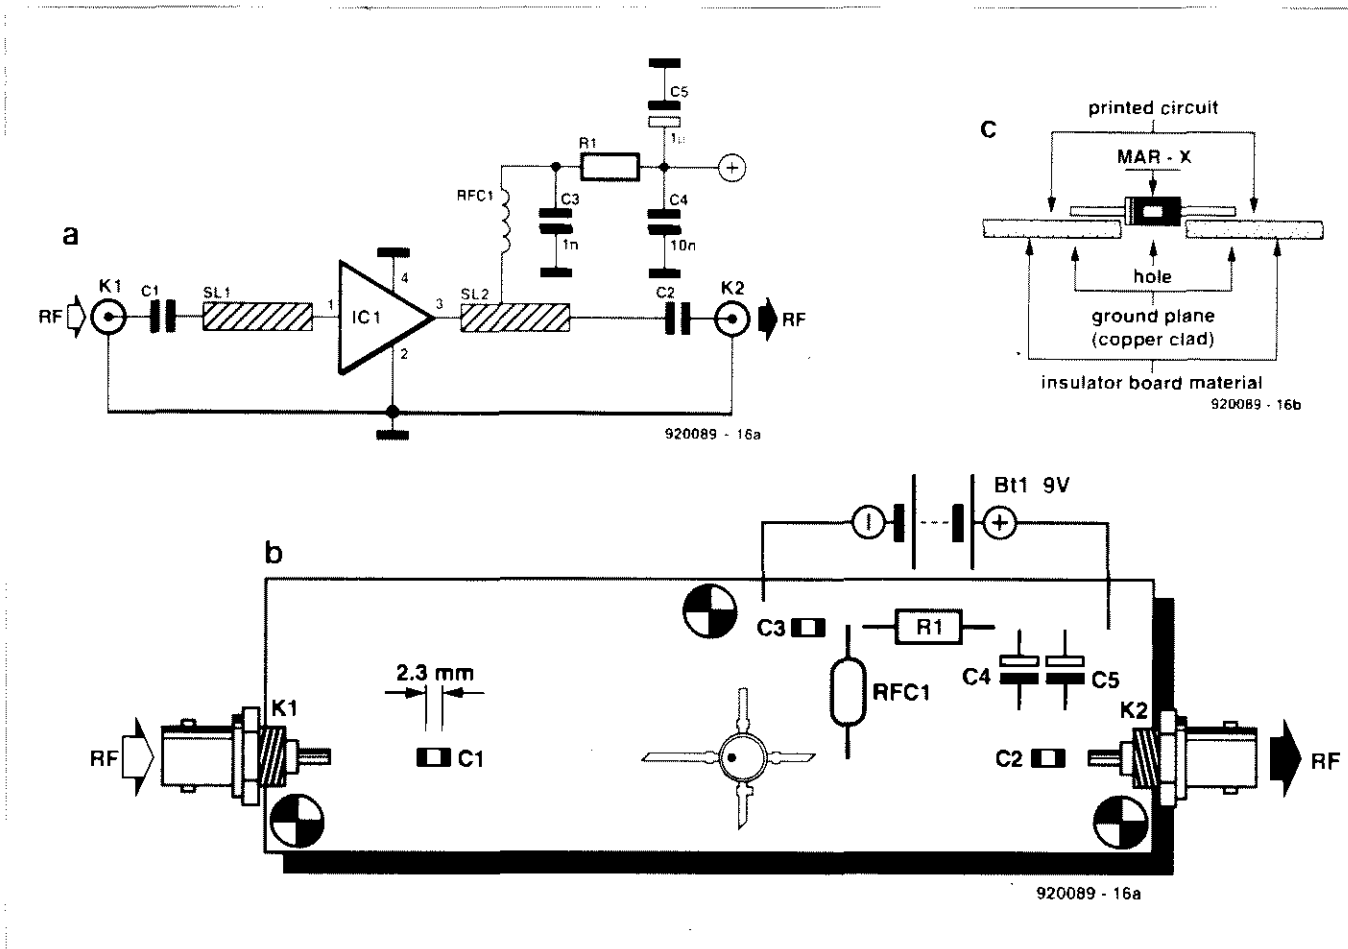 a
C5
1µ
R1
+
RFC1
C3
1n
C4
10n
K1
C1
SL1
1
4
IC1
3
2
SL2
C2
K2
RF
RF
920089 - 16a
c
printed circuit
MAR - X
hole
ground plane
(copper clad)
insulator board material
920089 - 16b
b
Bt1 9V
+
C3
R1
2.3 mm
RFC1
C4
C5
K1
K2
RF
C1
C2
RF
920089 - 16a